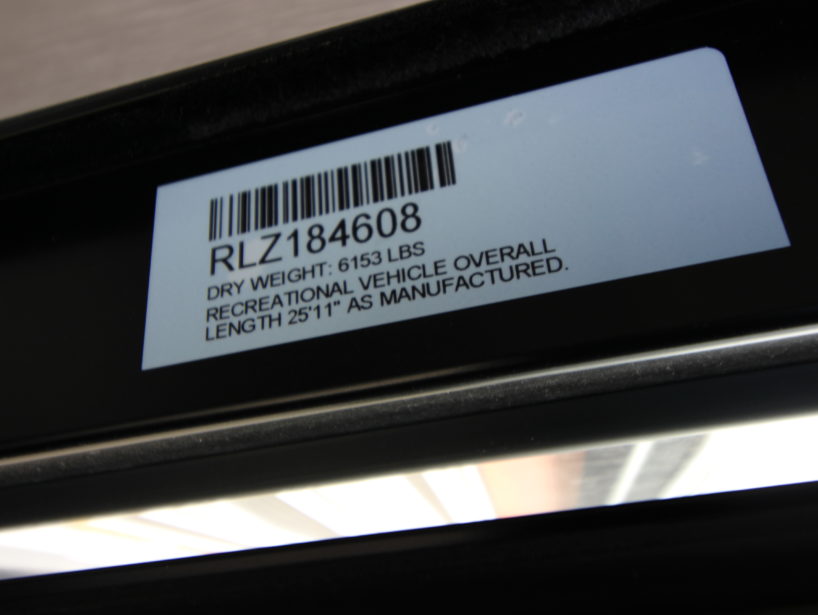 RLZ184608
DRY WEIGHT: 6153 LBS
RECREATIONAL VEHICLE OVERALL
LENGTH 25'11" AS MANUFACTURED.